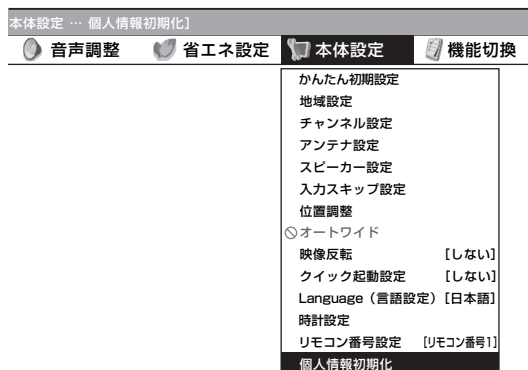 本体設定 … 個人情報初期化]
音声調整 省エネ設定 本体設定 機能切換
かんたん初期設定
地域設定
チャンネル設定
アンテナ設定
スピーカー設定
入力スキップ設定
位置調整
オートワイド
映像反転 [しない]
クイック起動設定 [しない]
Language（言語設定）[日本語]
時計設定
リモコン番号設定 [リモコン番号1]
個人情報初期化